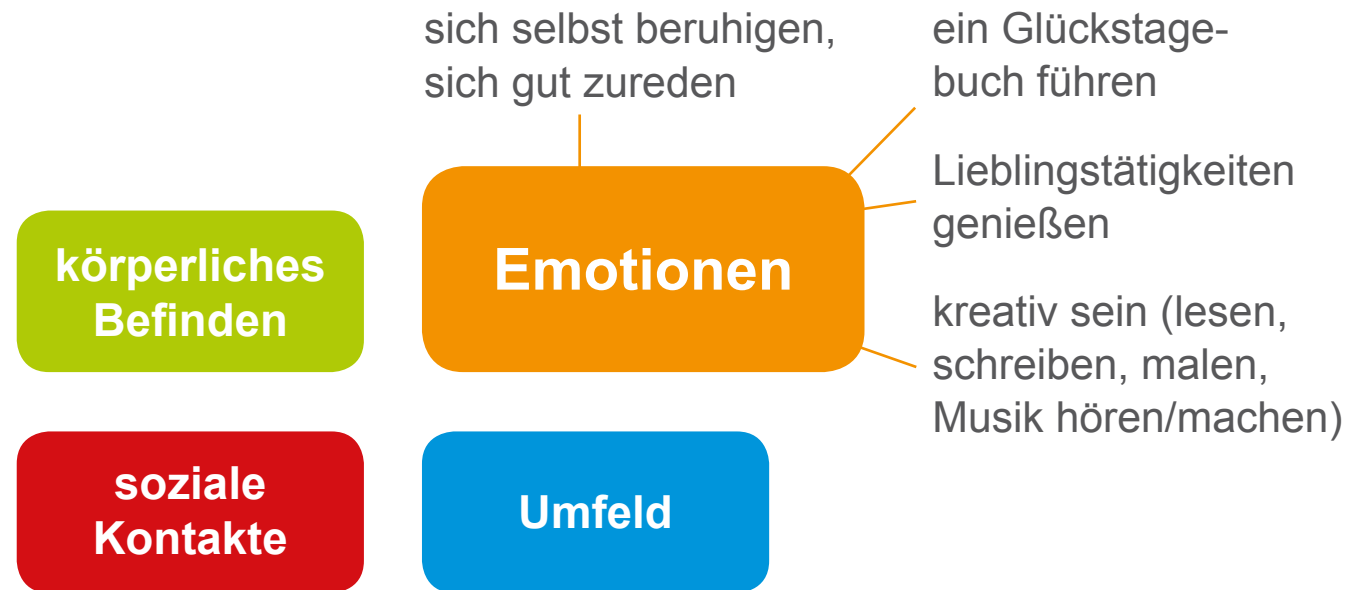 sich selbst beruhigen,
sich gut zureden
ein Glückstage-
buch führen
Lieblingstätigkeiten
genießen
kreativ sein (lesen,
schreiben, malen,
Musik hören/machen)
Emotionen
körperliches
Befinden
soziale
Kontakte
Umfeld